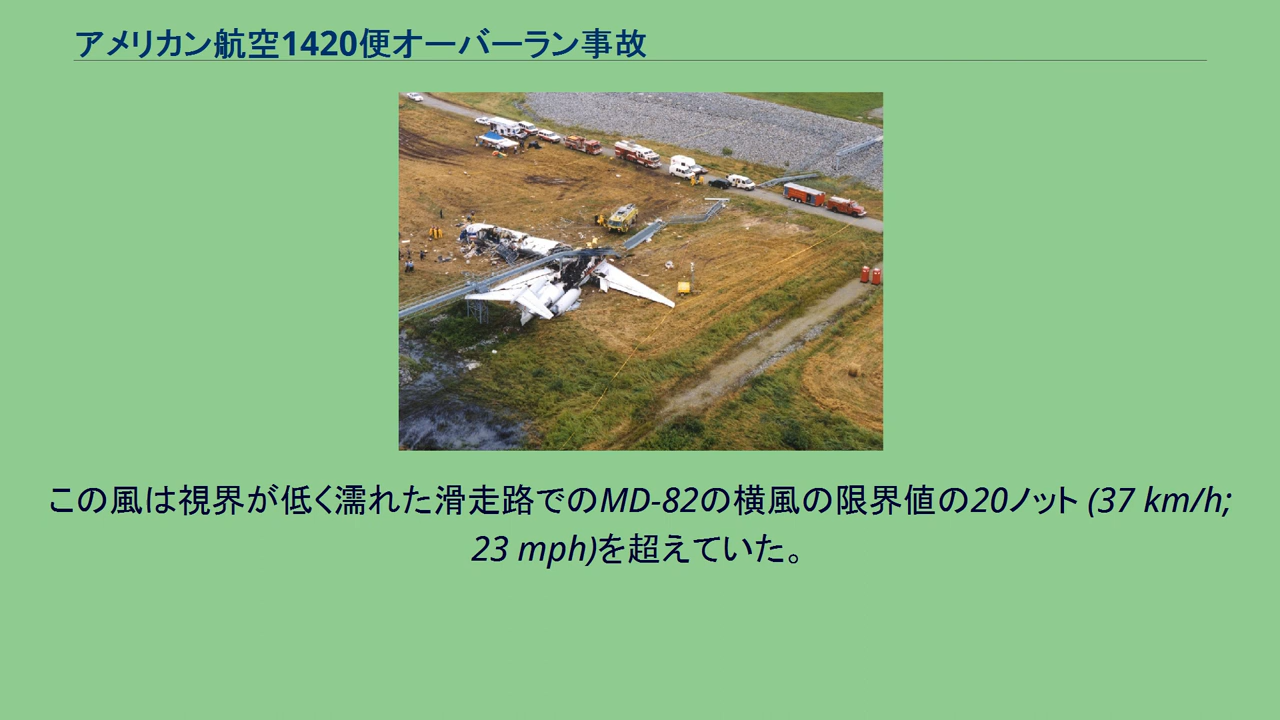 アメリカン航空1420便オーバーラン事故
この風は視界が低く濡れた滑走路でのMD-82の横風の限界値の20ノット (37 km/h;
23 mph)を超えていた。